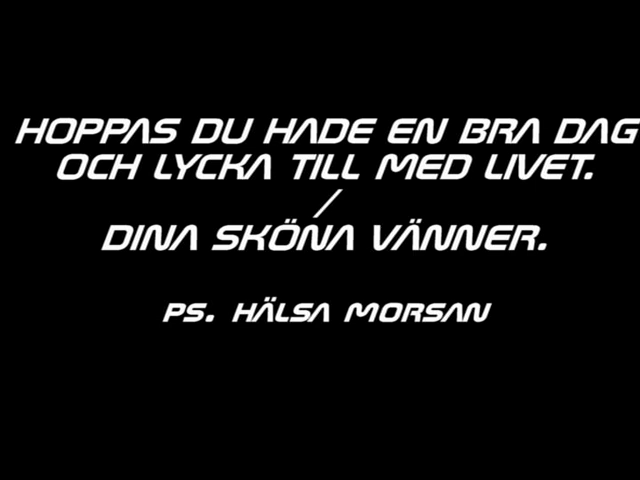 HOPPAS DU HADE EN BRA DAG
OCH LYCKA TILL MED LIVET.
/
DINA SKÖNA VÄNNER.
PS. HÄLSA MORSAN